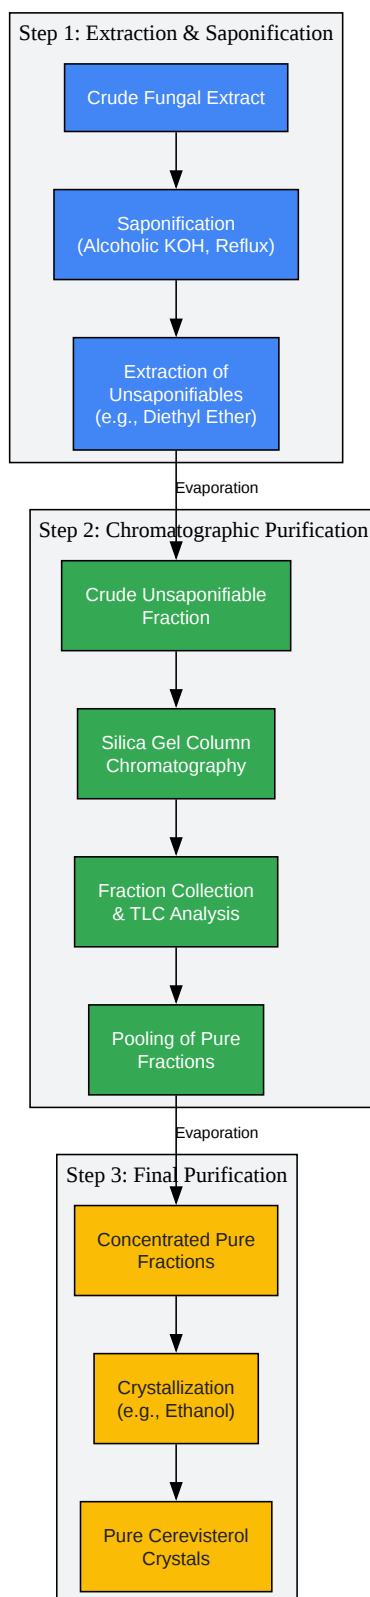 Step 1: Extraction & Saponification
Crude Fungal Extract
Saponification
(Alcoholic KOH, Reflux)
Extraction of
Unsaponifiables
(e.g., Diethyl Ether)
Evaporation
Step 2: Chromatographic Purification
Crude Unsaponifiable
Fraction
Silica Gel Column
Chromatography
Fraction Collection
& TLC Analysis
Pooling of Pure
Fractions
Evaporation
Step 3: Final Purification
Concentrated Pure
Fractions
Crystallization
(e.g., Ethanol)
Pure Cerevisterol
Crystals